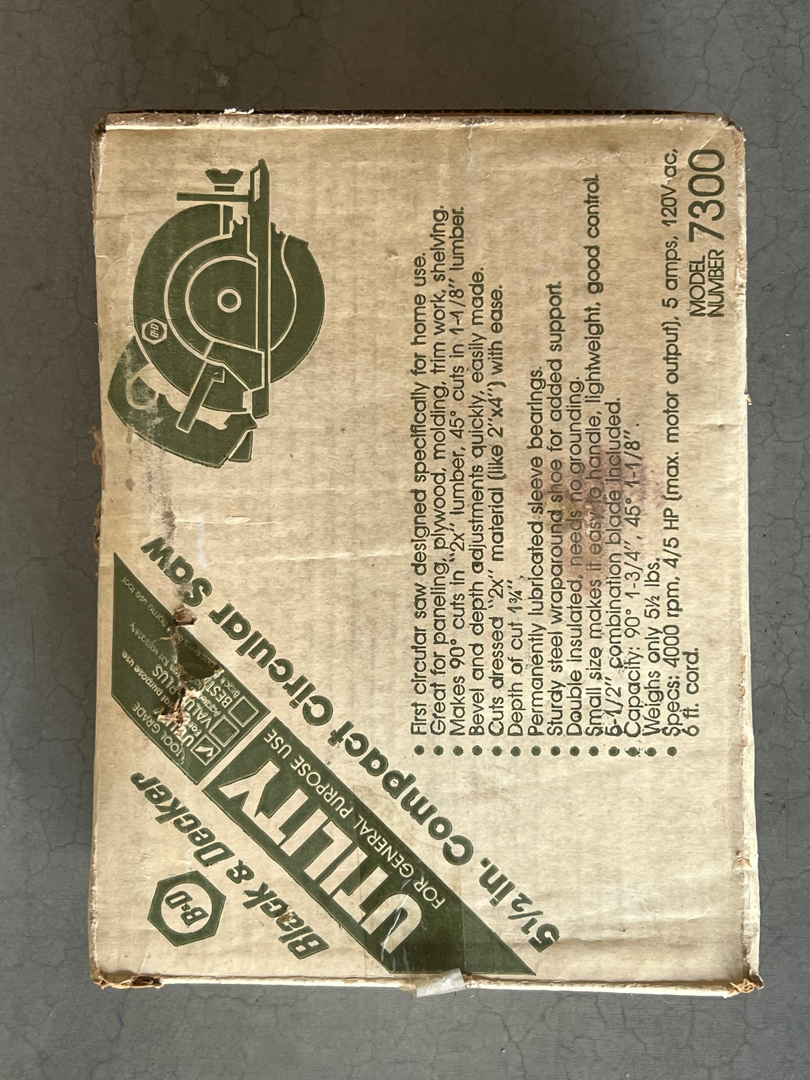 B&D Black & Decker
TOOL GRADE
UTILITY
FOR GENERAL PURPOSE USE
5½ in. Compact Circular Saw
B&D
• First circular saw designed specifically for home use.
• Great for paneling, plywood, molding, trim work, shelving.
• Makes 90° cuts in "2x" lumber, 45° cuts in 1-1/8" lumber.
• Bevel and depth adjustments quickly, easily made.
• Cuts dressed "2x" material (like 2"x4") with ease.
Depth of cut 1¾".
• Permanently lubricated sleeve bearings.
• Sturdy steel wraparound shoe for added support.
• Double insulated, needs no grounding.
• Small size makes it easy to handle, lightweight, good control.
• 5-1/2" combination blade included.
• Capacity: 90° 1-3/4", 45° 1-1/8".
• Weighs only 5½ lbs.
• Specs: 4000 rpm, 4/5 HP (max. motor output), 5 amps, 120V ac,
6 ft. cord.
MODEL
NUMBER 7300